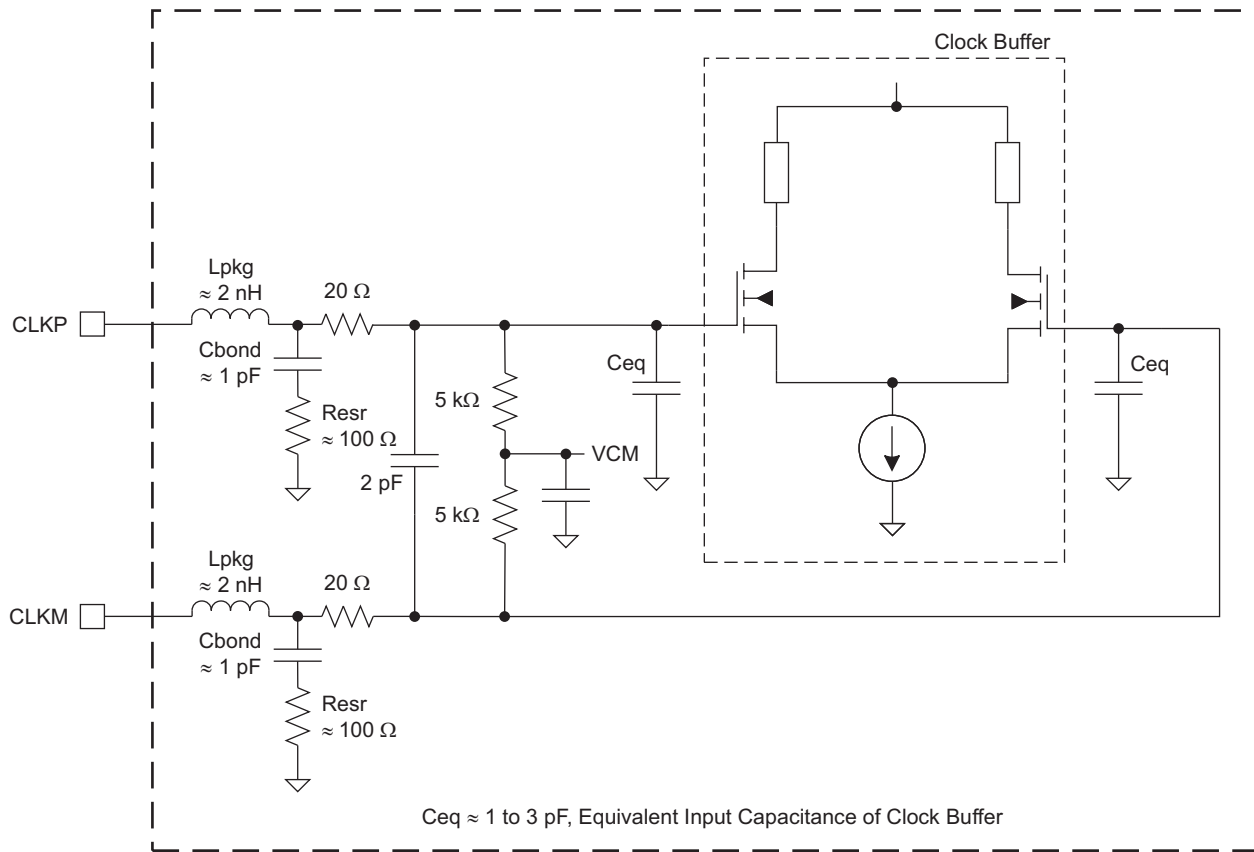 Clock Buffer
Lpkg
≈ 2 nH
20 Ω
CLKP
Cbond
≈ 1 pF
Resr
≈ 100 Ω
2 pF
5 kΩ
5 kΩ
VCM
Ceq
Ceq
Lpkg
≈ 2 nH
20 Ω
CLKM
Cbond
≈ 1 pF
Resr
≈ 100 Ω
Ceq ≈ 1 to 3 pF, Equivalent Input Capacitance of Clock Buffer